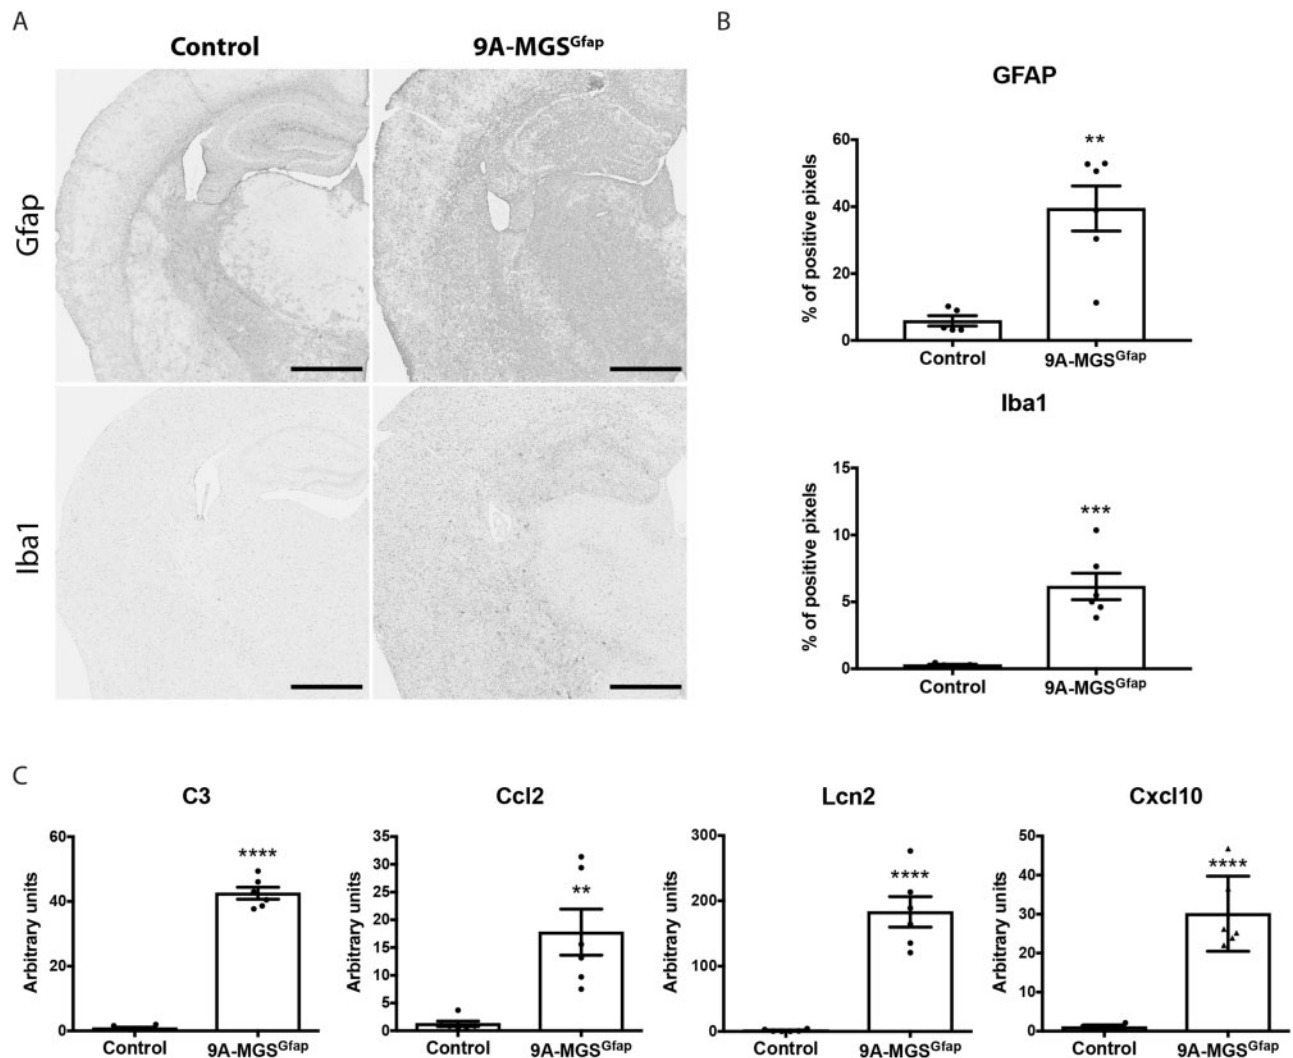 A
B
Control
9A-MGSGfap
Gfap
Iba1
GFAP
% of positive pixels
60
40
20
0
**
Control
9A-MGSGfap
Iba1
% of positive pixels
15
10
5
0
***
Control
9A-MGSGfap
C
C3
Arbitrary units
60
40
20
0
****
Control
9A-MGSGfap
Ccl2
Arbitrary units
35
30
25
20
15
10
5
0
**
Control
9A-MGSGfap
Lcn2
Arbitrary units
300
200
100
0
****
Control
9A-MGSGfap
Cxcl10
Arbitrary units
50
40
30
20
10
0
****
Control
9A-MGSGfap